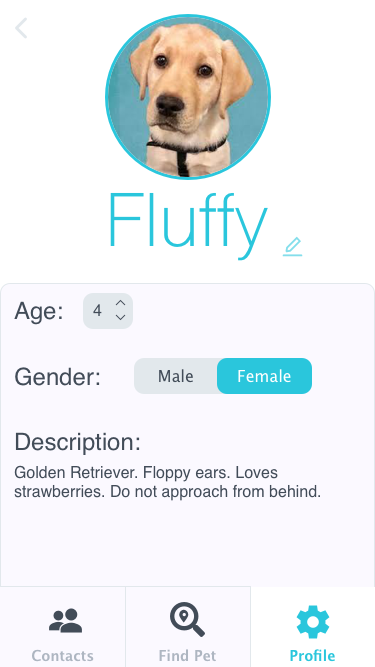 Fluffy
Age: 4
Gender: Male Female
Description:
Golden Retriever. Floppy ears. Loves
strawberries. Do not approach from behind.
Contacts Find Pet Profile